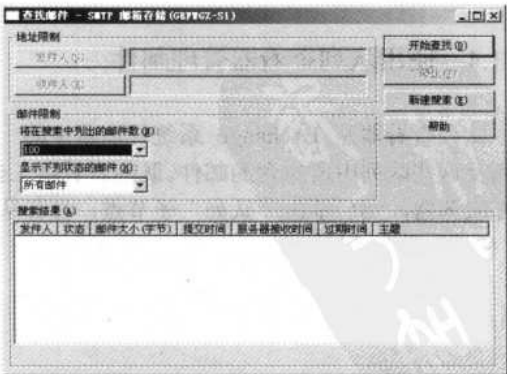 查找邮件 - SMTP 邮箱存储(GBPWGZ-S1)
地址限制
发件人(S)
收件人(R)
开始查找(D)
停止(T)
新建搜索(E)
帮助
邮件限制
将在搜索中列出的邮件数(N)
100
显示下列状态的邮件(M):
所有邮件
搜索结果(A)
发件人 状态 邮件大小(字节) 提交时间 服务器接收时间 过期时间 主题